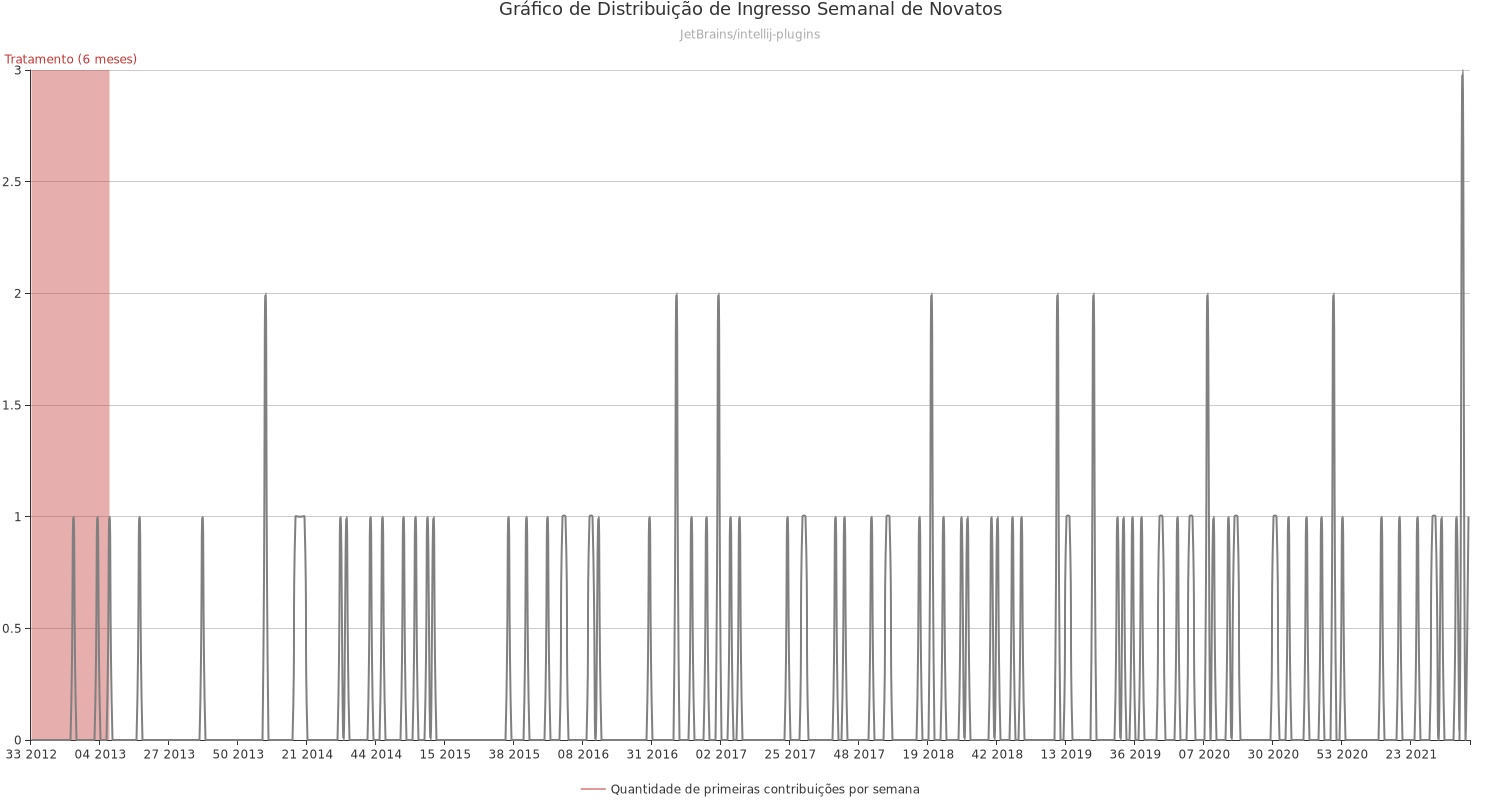 Gráfico de Distribuição de Ingresso Semanal de Novatos
JetBrains/intellij-plugins
Tratamento (6 meses)
3
2.5
2
1.5
1
0.5
0
33 2012 04 2013 27 2013 50 2013 21 2014 44 2014 15 2015 38 2015 08 2016 31 2016 02 2017 25 2017 48 2017 19 2018 42 2018 13 2019 36 2019 07 2020 30 2020 53 2020 23 2021
Quantidade de primeiras contribuições por semana